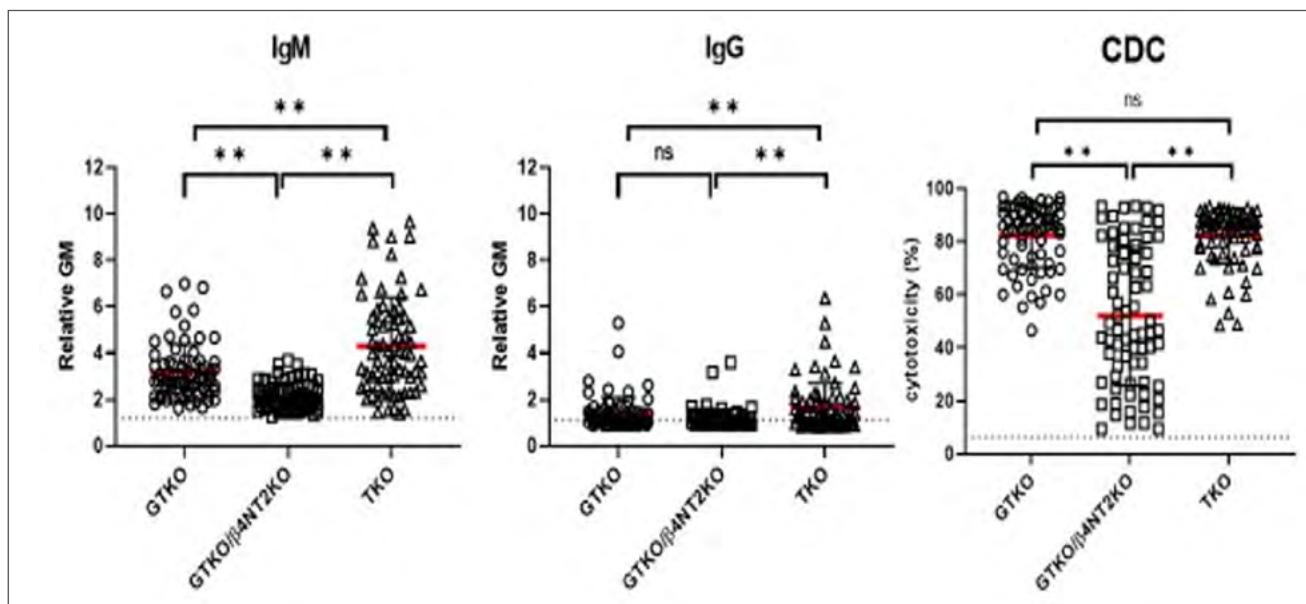 IgM
**
**
**
Relative GM
12
10
8
6
4
2
0
GTKO
GTKO/β4NT2KO
TKO
IgG
**
ns
**
Relative GM
12
10
8
6
4
2
0
GTKO
GTKO/β4NT2KO
TKO
CDC
ns
**
**
cytotoxicity (%)
100
80
60
40
20
0
GTKO
GTKO/β4NT2KO
TKO